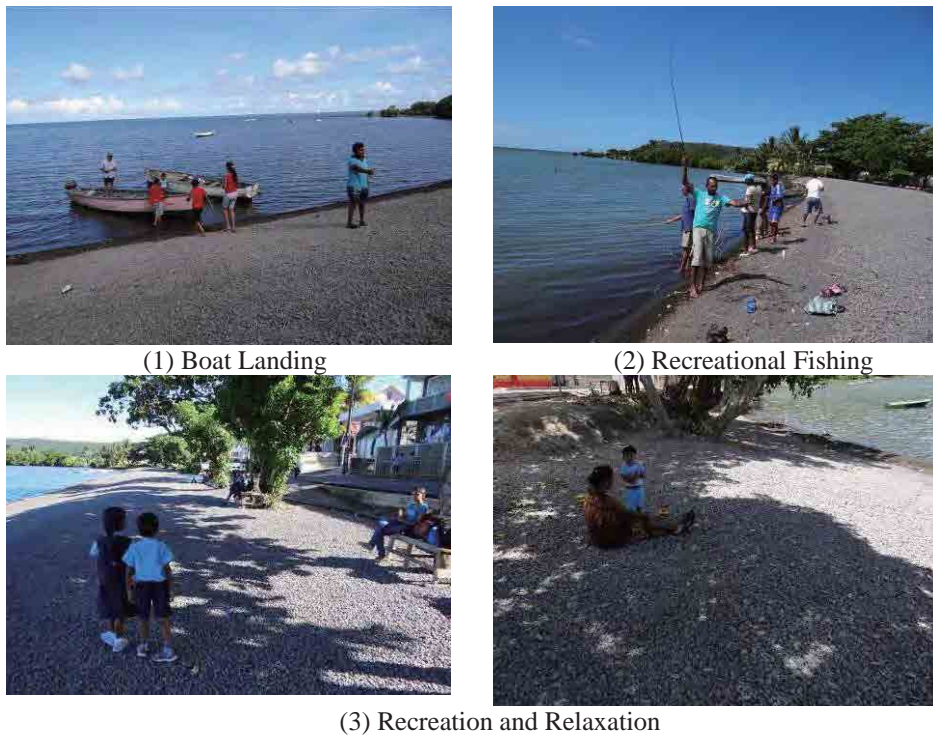 (1) Boat Landing
(2) Recreational Fishing
(3) Recreation and Relaxation